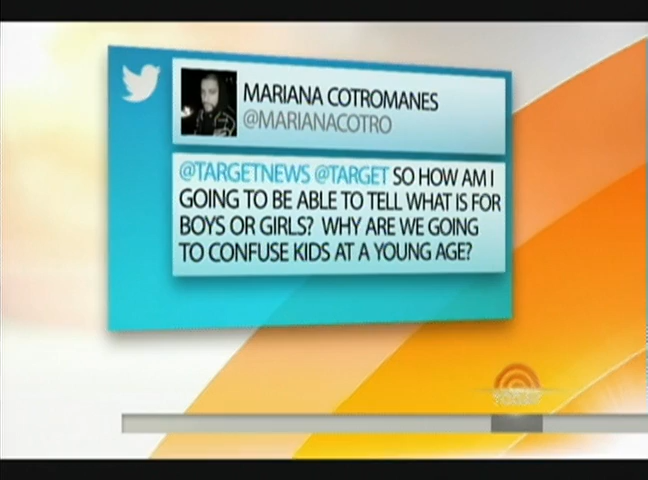 MARIANA COTROMANES
@MARIANACOTRO
@TARGETNEWS @TARGET SO HOW AM I
GOING TO BE ABLE TO TELL WHAT IS FOR
BOYS OR GIRLS? WHY ARE WE GOING
TO CONFUSE KIDS AT A YOUNG AGE?